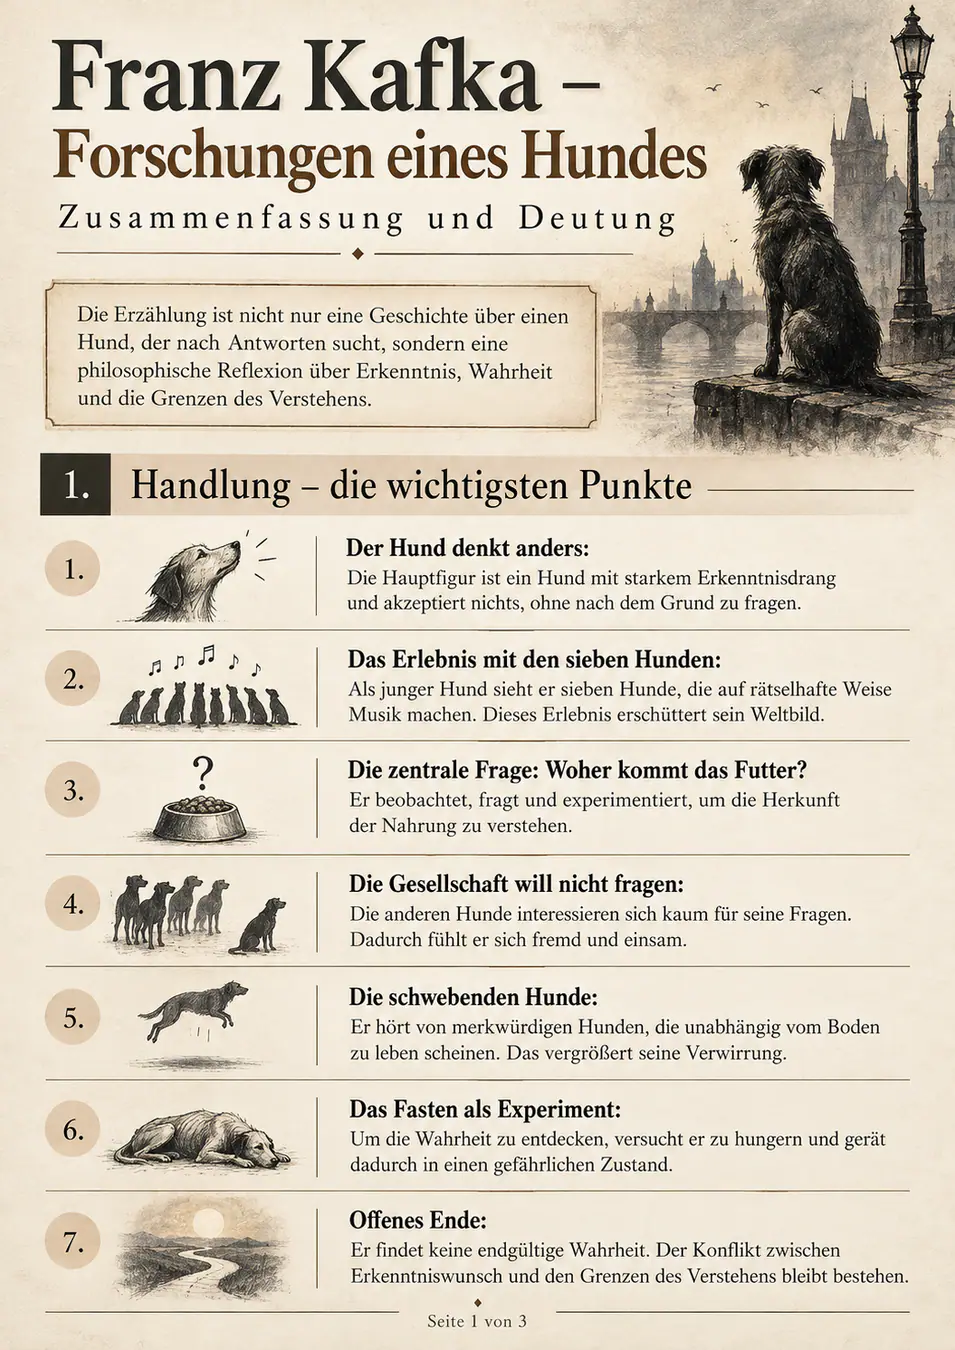 Franz Kafka –
Forschungen eines Hundes
Zusammenfassung und Deutung
Die Erzählung ist nicht nur eine Geschichte über einen
Hund, der nach Antworten sucht, sondern eine
philosophische Reflexion über Erkenntnis, Wahrheit
und die Grenzen des Verstehens.
1. Handlung – die wichtigsten Punkte
1.
Der Hund denkt anders:
Die Hauptfigur ist ein Hund mit starkem Erkenntnisdrang
und akzeptiert nichts, ohne nach dem Grund zu fragen.
2.
Das Erlebnis mit den sieben Hunden:
Als junger Hund sieht er sieben Hunde, die auf rätselhafte Weise
Musik machen. Dieses Erlebnis erschüttert sein Weltbild.
3.
?
Die zentrale Frage: Woher kommt das Futter?
Er beobachtet, fragt und experimentiert, um die Herkunft
der Nahrung zu verstehen.
4.
Die Gesellschaft will nicht fragen:
Die anderen Hunde interessieren sich kaum für seine Fragen.
Dadurch fühlt er sich fremd und einsam.
5.
Die schwebenden Hunde:
Er hört von merkwürdigen Hunden, die unabhängig vom Boden
zu leben scheinen. Das vergrößert seine Verwirrung.
6.
Das Fasten als Experiment:
Um die Wahrheit zu entdecken, versucht er zu hungern und gerät
dadurch in einen gefährlichen Zustand.
7.
Offenes Ende:
Er findet keine endgültige Wahrheit. Der Konflikt zwischen
Erkenntniswunsch und den Grenzen des Verstehens bleibt bestehen.
Seite 1 von 3